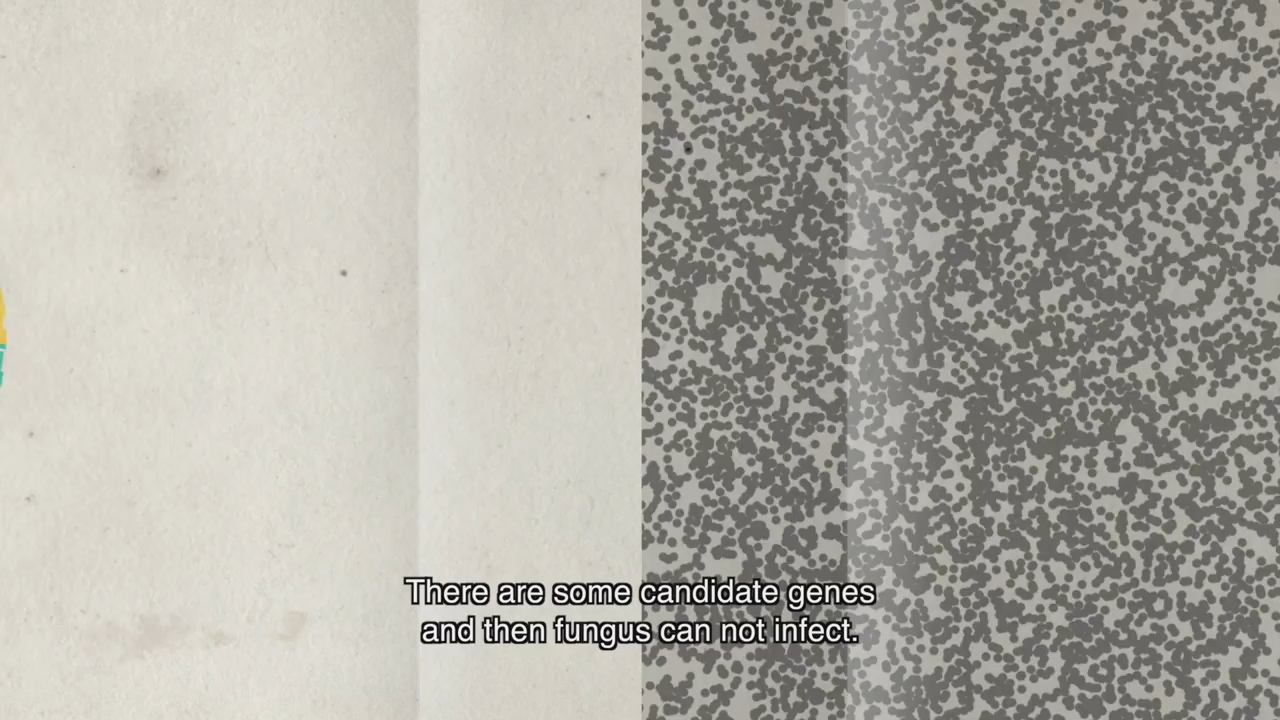 There are some candidate genes
and then fungus can not infect.